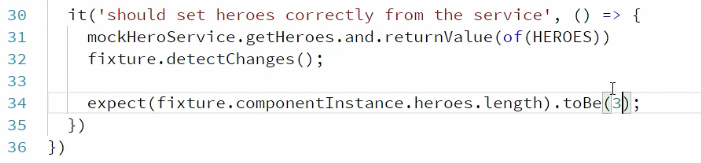 30 it('should set heroes correctly from the service', () => {
31 mockHeroService.getHeroes.and.returnValue(of(HEROES))
32 fixture.detectChanges();
33
34 expect(fixture.componentInstance.heroes.length).toBe(3);
35 })
36 })